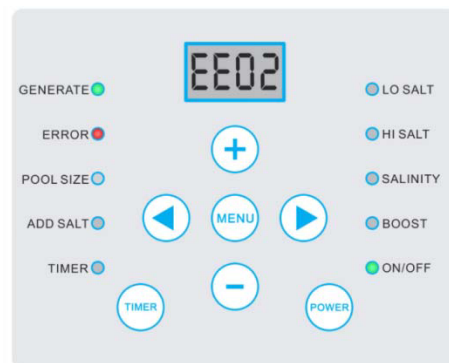 EE02
GENERATE
ERROR
POOL SIZE
ADD SALT
TIMER
LO SALT
HI SALT
SALINITY
BOOST
ON/OFF
+
MENU
−
TIMER
POWER